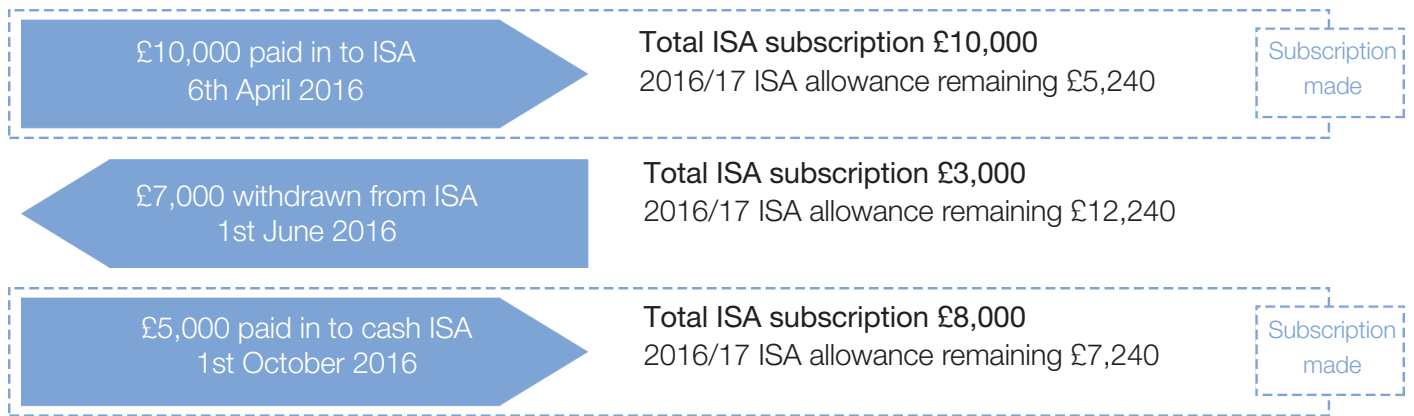 £10,000 paid in to ISA
6th April 2016
Total ISA subscription £10,000
2016/17 ISA allowance remaining £5,240
Subscription
made
£7,000 withdrawn from ISA
1st June 2016
Total ISA subscription £3,000
2016/17 ISA allowance remaining £12,240
£5,000 paid in to cash ISA
1st October 2016
Total ISA subscription £8,000
2016/17 ISA allowance remaining £7,240
Subscription
made